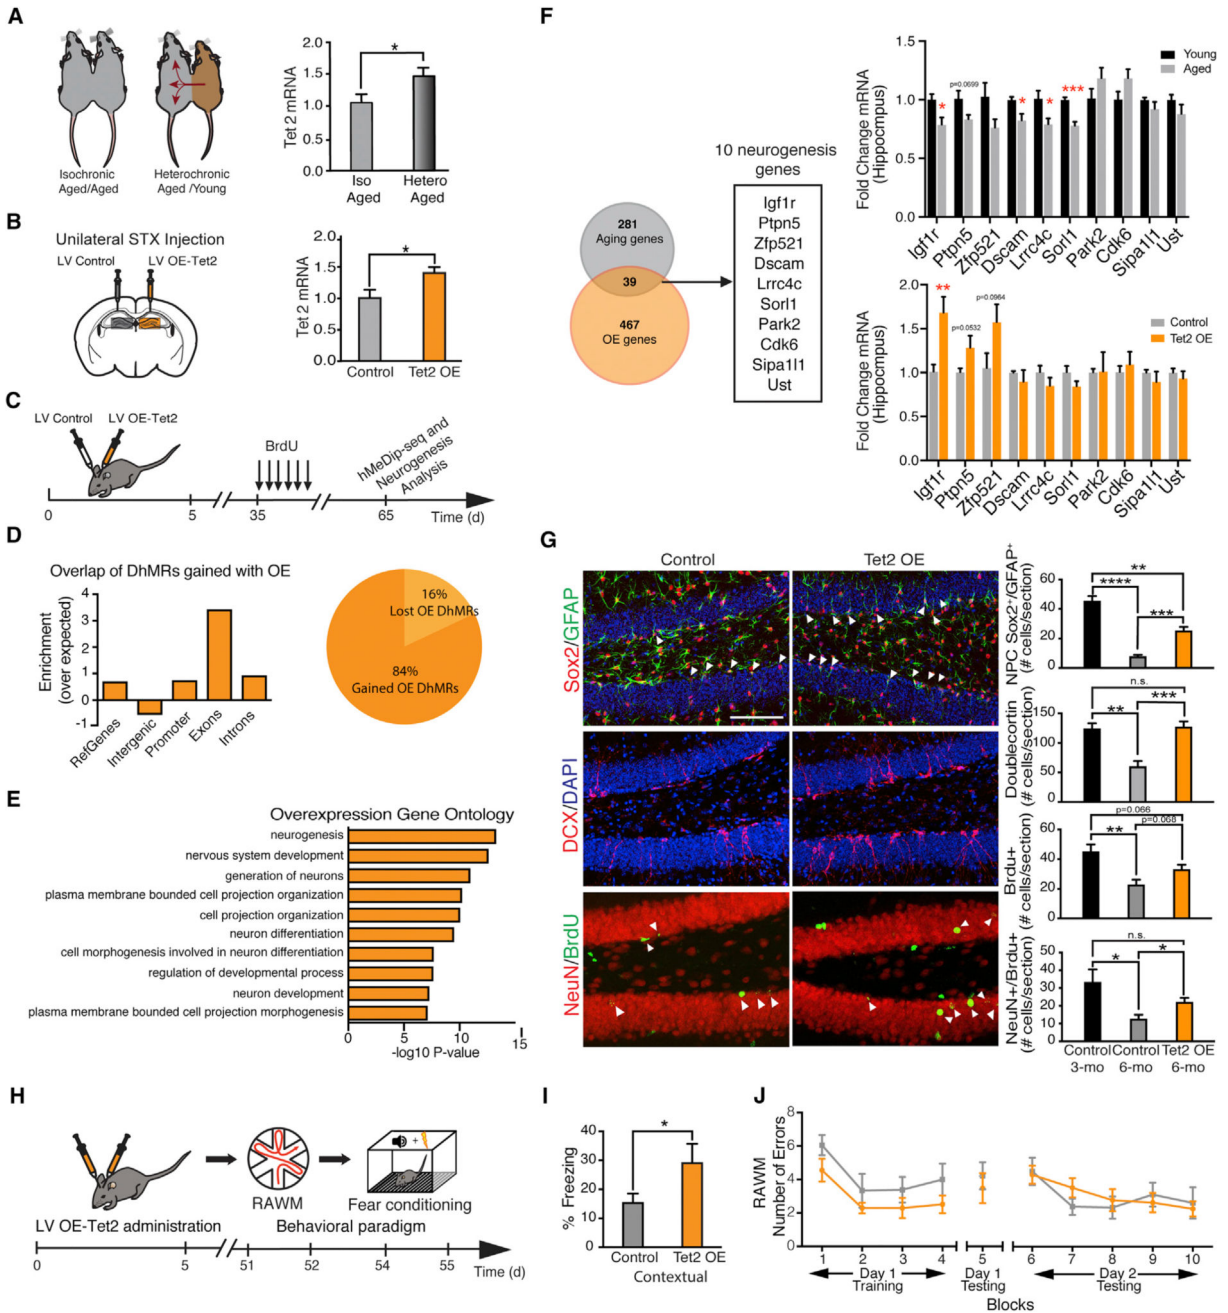 A
Isochronic
Aged/Aged
Heterochronic
Aged /Young
Tet 2 mRNA
2.0
1.5
1.0
0.5
0.0
*
Iso
Aged
Hetero
Aged
B
Unilateral STX Injection
LV Control
LV OE-Tet2
Tet 2 mRNA
2.0
1.5
1.0
0.5
0.0
*
Control
Tet2 OE
C
LV Control
LV OE-Tet2
BrdU
hMeDip-seq and
Neurogenesis
Analysis
0
5
35
65
Time (d)
D
Overlap of DhMRs gained with OE
Enrichment
(over expected)
4
3
2
1
0
-1
RefGenes
Intergenic
Promoter
Exons
Introns
16%
Lost OE DhMRs
84%
Gained OE DhMRs
E
Overexpression Gene Ontology
neurogenesis
nervous system development
generation of neurons
plasma membrane bounded cell projection organization
cell projection organization
neuron differentiation
cell morphogenesis involved in neuron differentiation
regulation of developmental process
neuron development
plasma membrane bounded cell projection morphogenesis
0
5
10
15
-log10 P-value
F
281
Aging genes
39
467
OE genes
10 neurogenesis
genes
Igf1r
Ptpn5
Zfp521
Dscam
Lrrc4c
Sorl1
Park2
Cdk6
Sipa1l1
Ust
Fold Change mRNA
(Hippocmpus)
1.5
1.0
0.5
0.0
Young
Aged
*
p=0.0699
*
*
***
Igf1r
Ptpn5
Zfp521
Dscam
Lrrc4c
Sorl1
Park2
Cdk6
Sipa1l1
Ust
Fold Change mRNA
(Hippocmpus)
2.0
1.5
1.0
0.5
0.0
Control
Tet2 OE
**
p=0.0532
p=0.0964
Igf1r
Ptpn5
Zfp521
Dscam
Lrrc4c
Sorl1
Park2
Cdk6
Sipa1l1
Ust
G
Control
Tet2 OE
Sox2/GFAP
DCX/DAPI
NeuN/BrdU
NPC Sox2⁺/GFAP⁺
(# cells/section)
60
40
20
0
**
****
***
Doublecortin
(# cells/section)
150
100
50
0
n.s.
**
***
Brdu+
(# cells/section)
60
40
20
0
p=0.066
p=0.068
**
NeuN+/Brdu+
(# cells/section)
50
40
30
20
10
0
n.s.
*
*
Control
3-mo
Control
6-mo
Tet2 OE
6-mo
H
LV OE-Tet2 administration
RAWM
+
Fear conditioning
Behavioral paradigm
0
5
51
52
54
55
Time (d)
I
% Freezing
40
30
20
10
0
*
Control
Tet2 OE
Contextual
J
RAWM
Number of Errors
8
6
4
2
0
1
2
3
4
5
6
7
8
9
10
Day 1
Training
Day 1
Testing
Day 2
Testing
Blocks